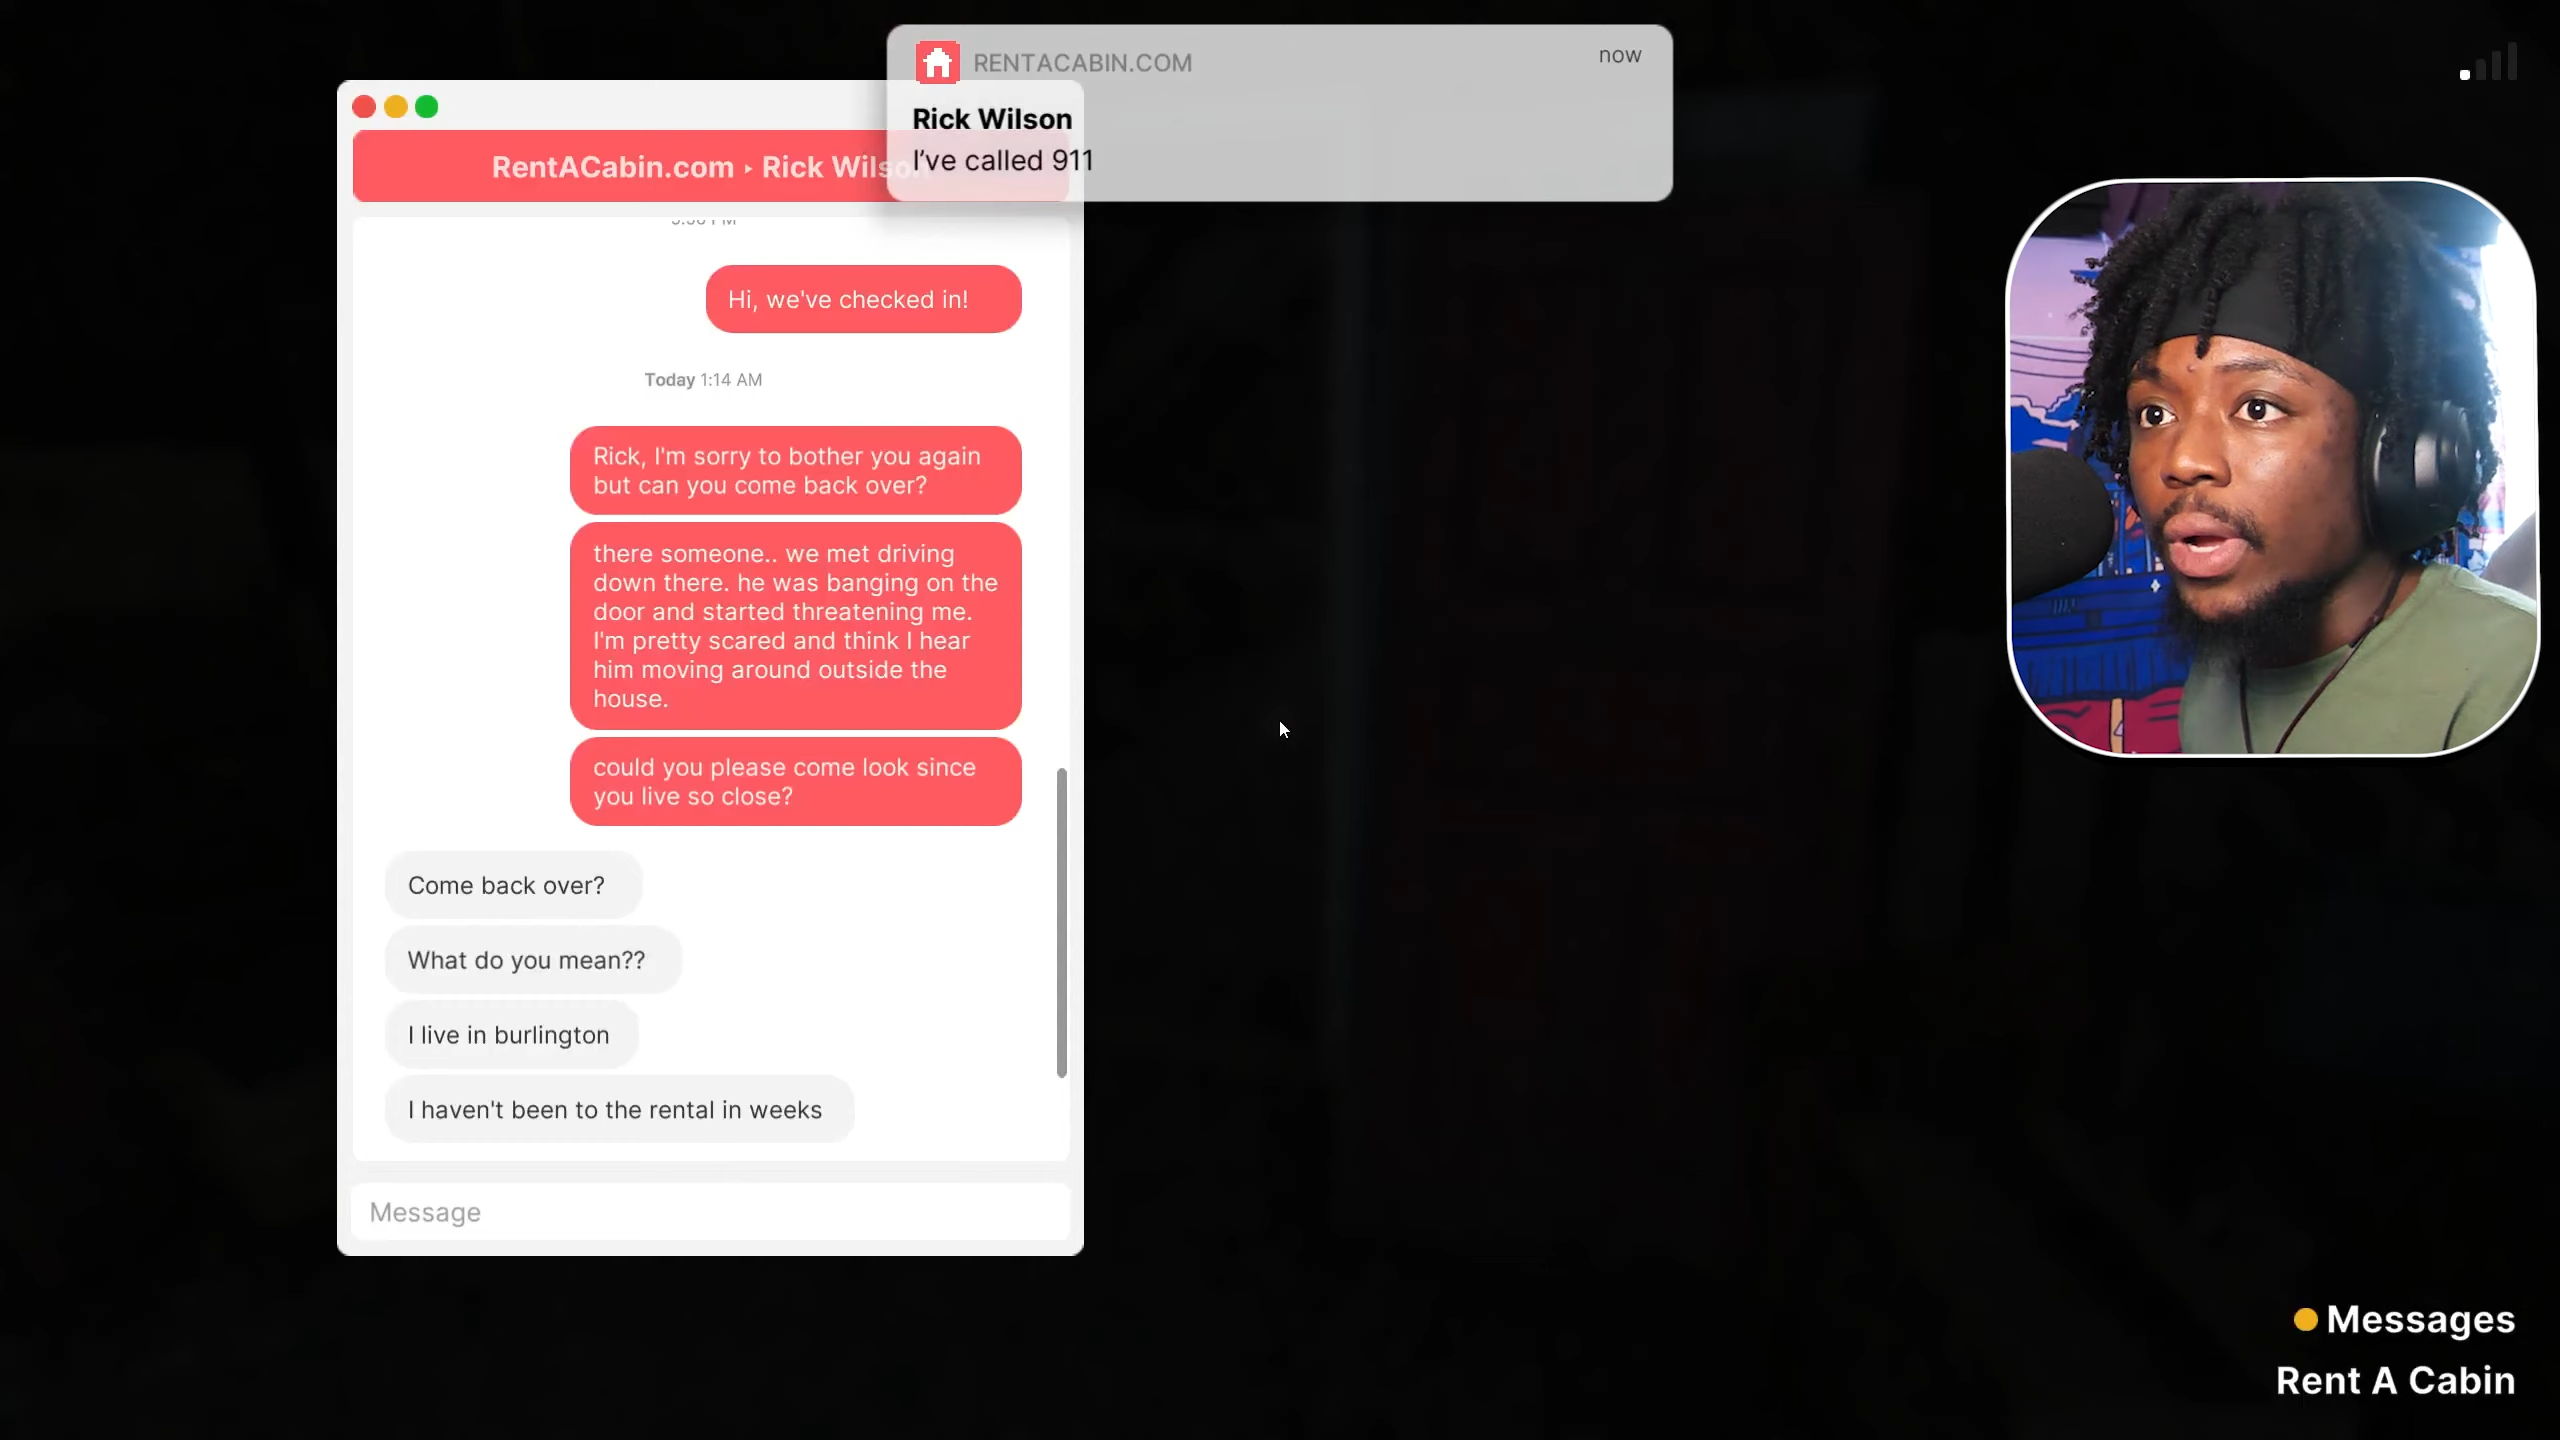 RENTACABIN.COM
now
Rick Wilson
I've called 911
RentACabin.com ▸ Rick Wilson
Hi, we've checked in!
Today 1:14 AM
Rick, I'm sorry to bother you again
but can you come back over?
there someone.. we met driving
down there. he was banging on the
door and started threatening me.
I'm pretty scared and think I hear
him moving around outside the
house.
could you please come look since
you live so close?
Come back over?
What do you mean??
I live in burlington
I haven't been to the rental in weeks
Message
Messages
Rent A Cabin